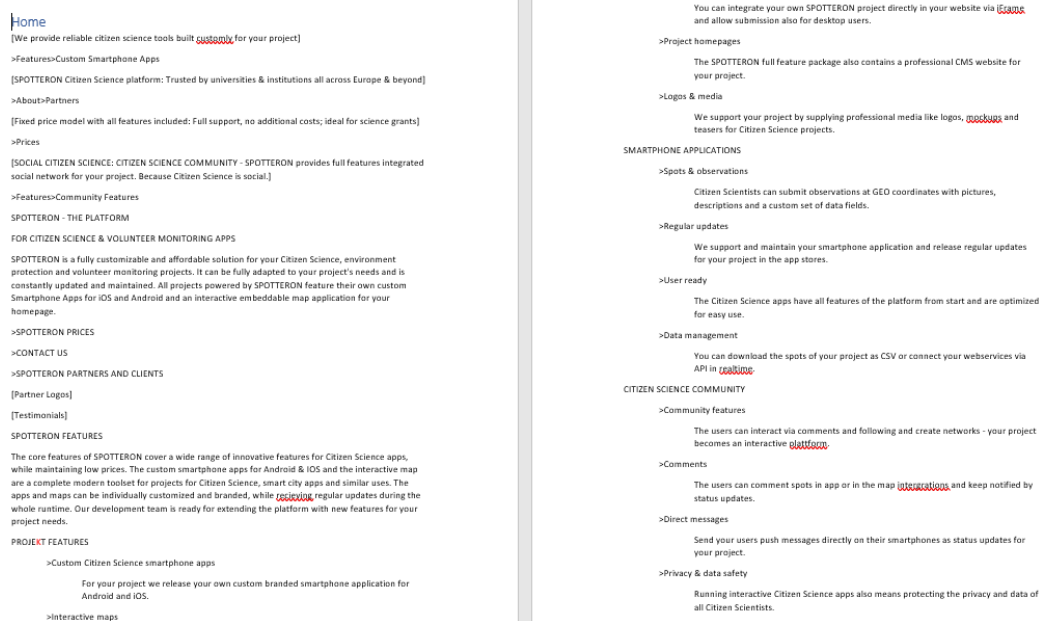 Home
[We provide reliable citizen science tools built customly for your project]
>Features>Custom Smartphone Apps
[SPOTTERON Citizen Science platform: Trusted by universities & institutions all across Europe & beyond]
>About>Partners
[Fixed price model with all features included: Full support, no additional costs; ideal for science grants]
>Prices
[SOCIAL CITIZEN SCIENCE: CITIZEN SCIENCE COMMUNITY - SPOTTERON provides full features integrated
social network for your project. Because Citizen Science is social.]
>Features>Community Features
SPOTTERON - THE PLATFORM
FOR CITIZEN SCIENCE & VOLUNTEER MONITORING APPS
SPOTTERON is a fully customizable and affordable solution for your Citizen Science, environment
protection and volunteer monitoring projects. It can be fully adapted to your project's needs and is
constantly updated and maintained. All projects powered by SPOTTERON feature their own custom
Smartphone Apps for iOS and Android and an interactive embeddable map application for your
homepage.
>SPOTTERON PRICES
>CONTACT US
>SPOTTERON PARTNERS AND CLIENTS
[Partner Logos]
[Testimonials]
SPOTTERON FEATURES
The core features of SPOTTERON cover a wide range of innovative features for Citizen Science apps,
while maintaining low prices. The custom smartphone apps for Android & IOS and the interactive map
are a complete modern toolset for projects for Citizen Science, smart city apps and similar uses. The
apps and maps can be individually customized and branded, while recieving regular updates during the
whole runtime. Our development team is ready for extending the platform with new features for your
project needs.
PROJEKT FEATURES
>Custom Citizen Science smartphone apps
For your project we release your own custom branded smartphone application for
Android and iOS.
>Interactive maps
You can integrate your own SPOTTERON project directly in your website via iFrame
and allow submission also for desktop users.
>Project homepages
The SPOTTERON full feature package also contains a professional CMS website for
your project.
>Logos & media
We support your project by supplying professional media like logos, mockups and
teasers for Citizen Science projects.
SMARTPHONE APPLICATIONS
>Spots & observations
Citizen Scientists can submit observations at GEO coordinates with pictures,
descriptions and a custom set of data fields.
>Regular updates
We support and maintain your smartphone application and release regular updates
for your project in the app stores.
>User ready
The Citizen Science apps have all features of the platform from start and are optimized
for easy use.
>Data management
You can download the spots of your project as CSV or connect your webservices via
API in realtime.
CITIZEN SCIENCE COMMUNITY
>Community features
The users can interact via comments and following and create networks - your project
becomes an interactive plattform.
>Comments
The users can comment spots in app or in the map intergrations and keep notified by
status updates.
>Direct messages
Send your users push messages directly on their smartphones as status updates for
your project.
>Privacy & data safety
Running interactive Citizen Science apps also means protecting the privacy and data of
all Citizen Scientists.